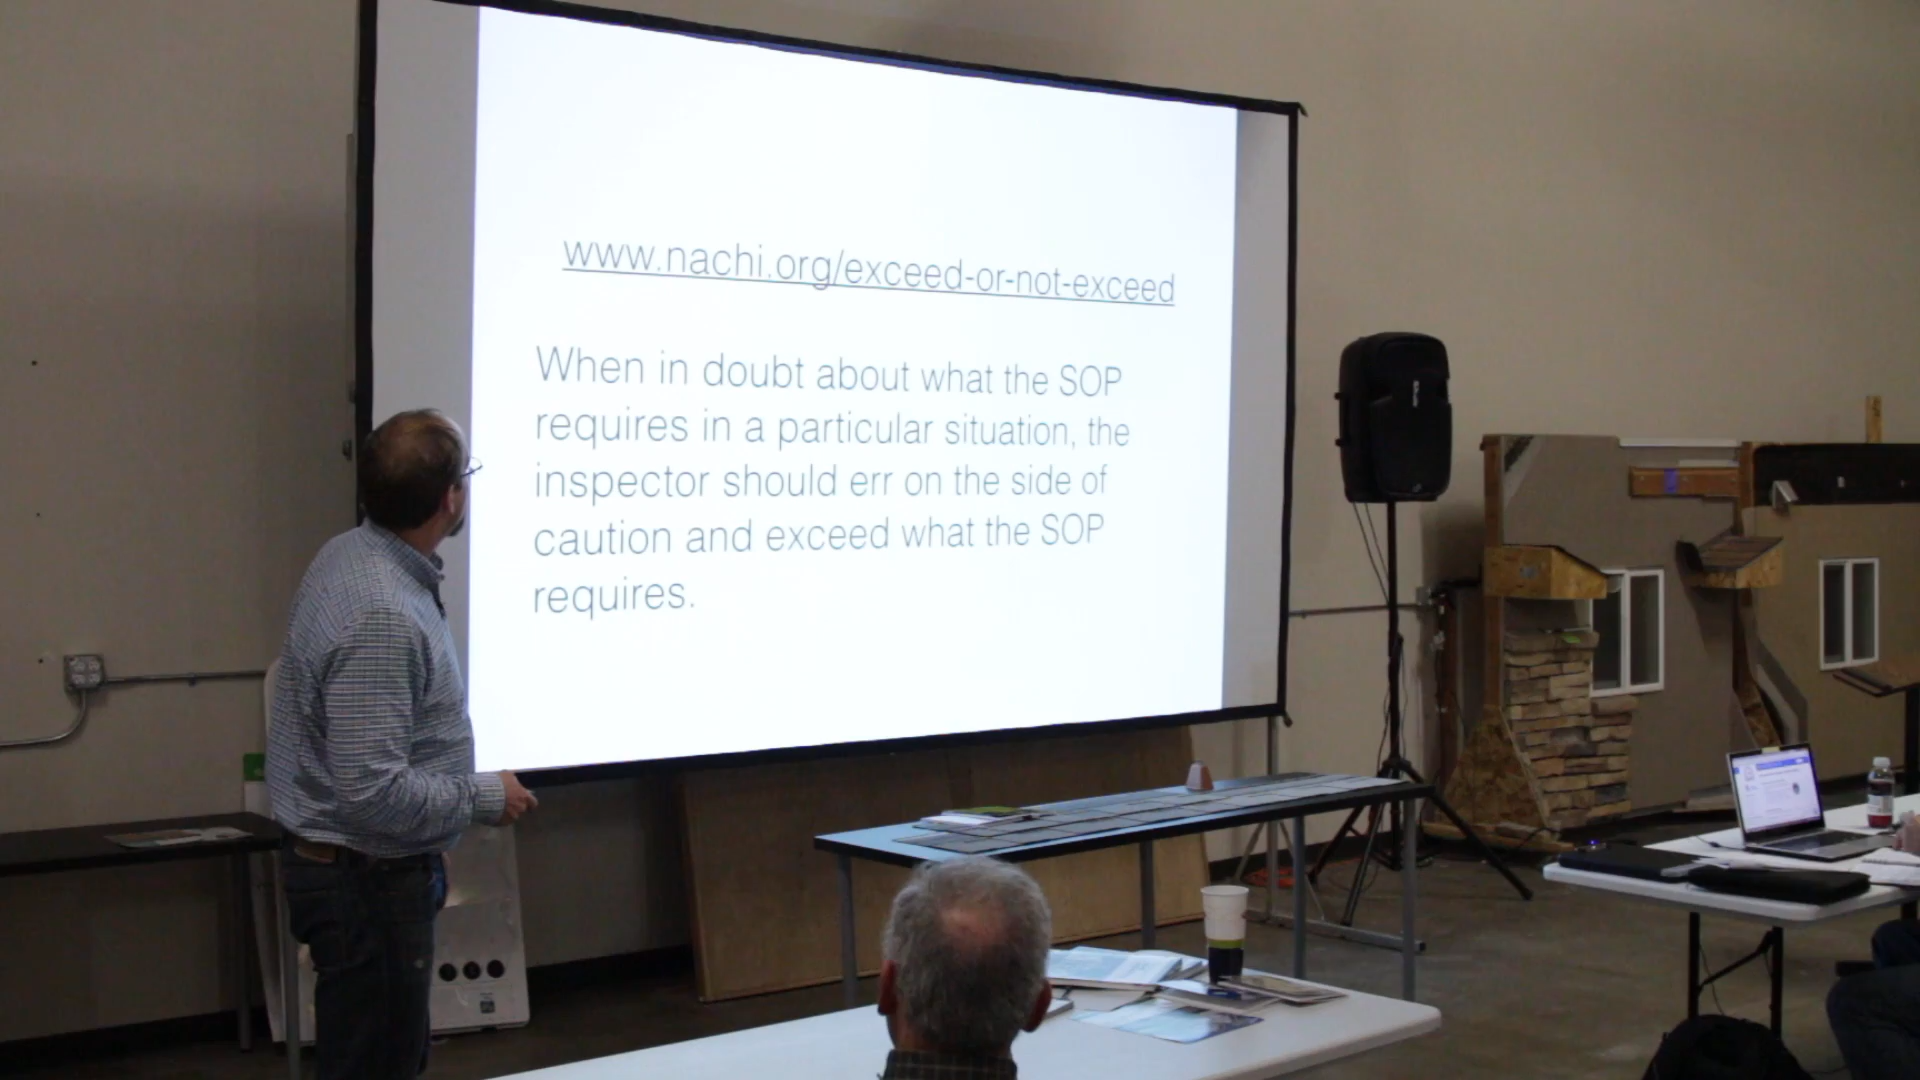 www.nachi.org/exceed-or-not-exceed
When in doubt about what the SOP
requires in a particular situation, the
inspector should err on the side of
caution and exceed what the SOP
requires.